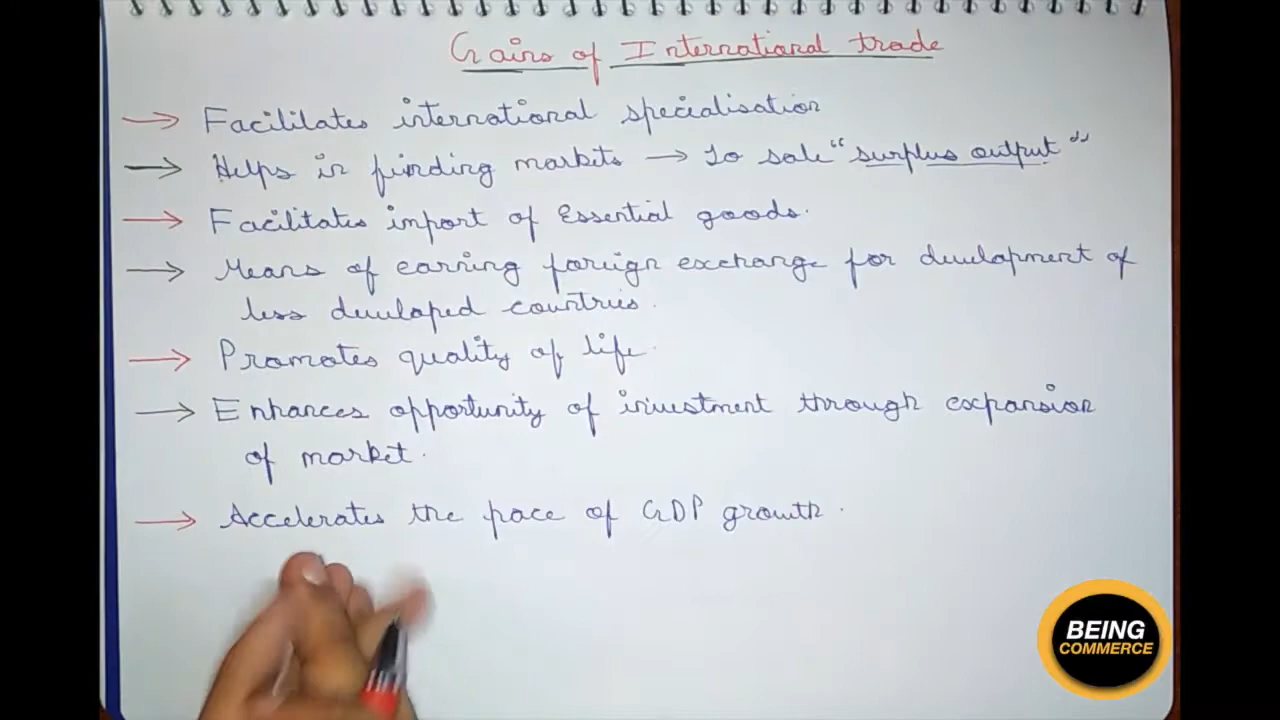 Gains of International trade
→ Facililates international specialisation
→ Helps in finding markets → To sale "surplus output"
→ Facilitates import of Essential goods.
→ Means of earning foreign exchange for development of
less developed countries.
→ Promotes quality of life.
→ Enhances opportunity of investment through expansion
of market.
→ Accelerates the pace of GDP growth.
BEING
COMMERCE